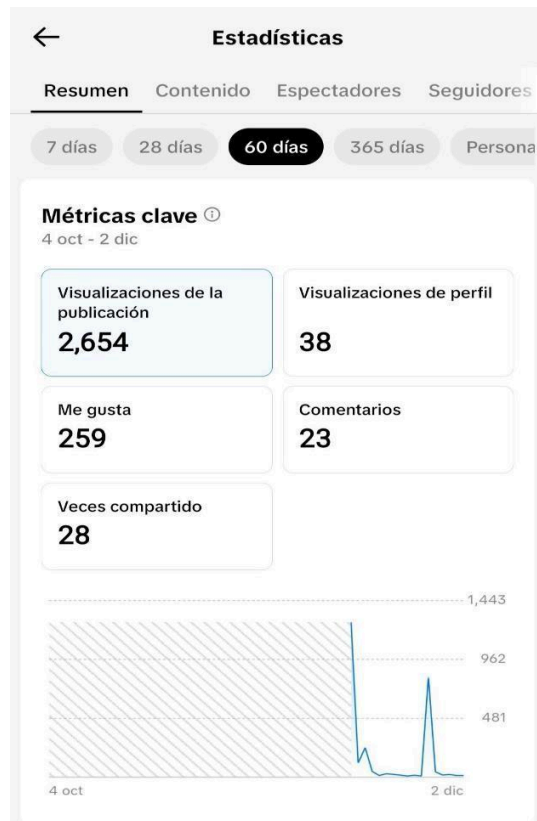 Estadísticas
Resumen Contenido Espectadores Seguidores
7 días 28 días 60 días 365 días Persona
Métricas clave
4 oct - 2 dic
Visualizaciones de la
publicación
2,654
Visualizaciones de perfil
38
Me gusta
259
Comentarios
23
Veces compartido
28
1,443
962
481
4 oct 2 dic